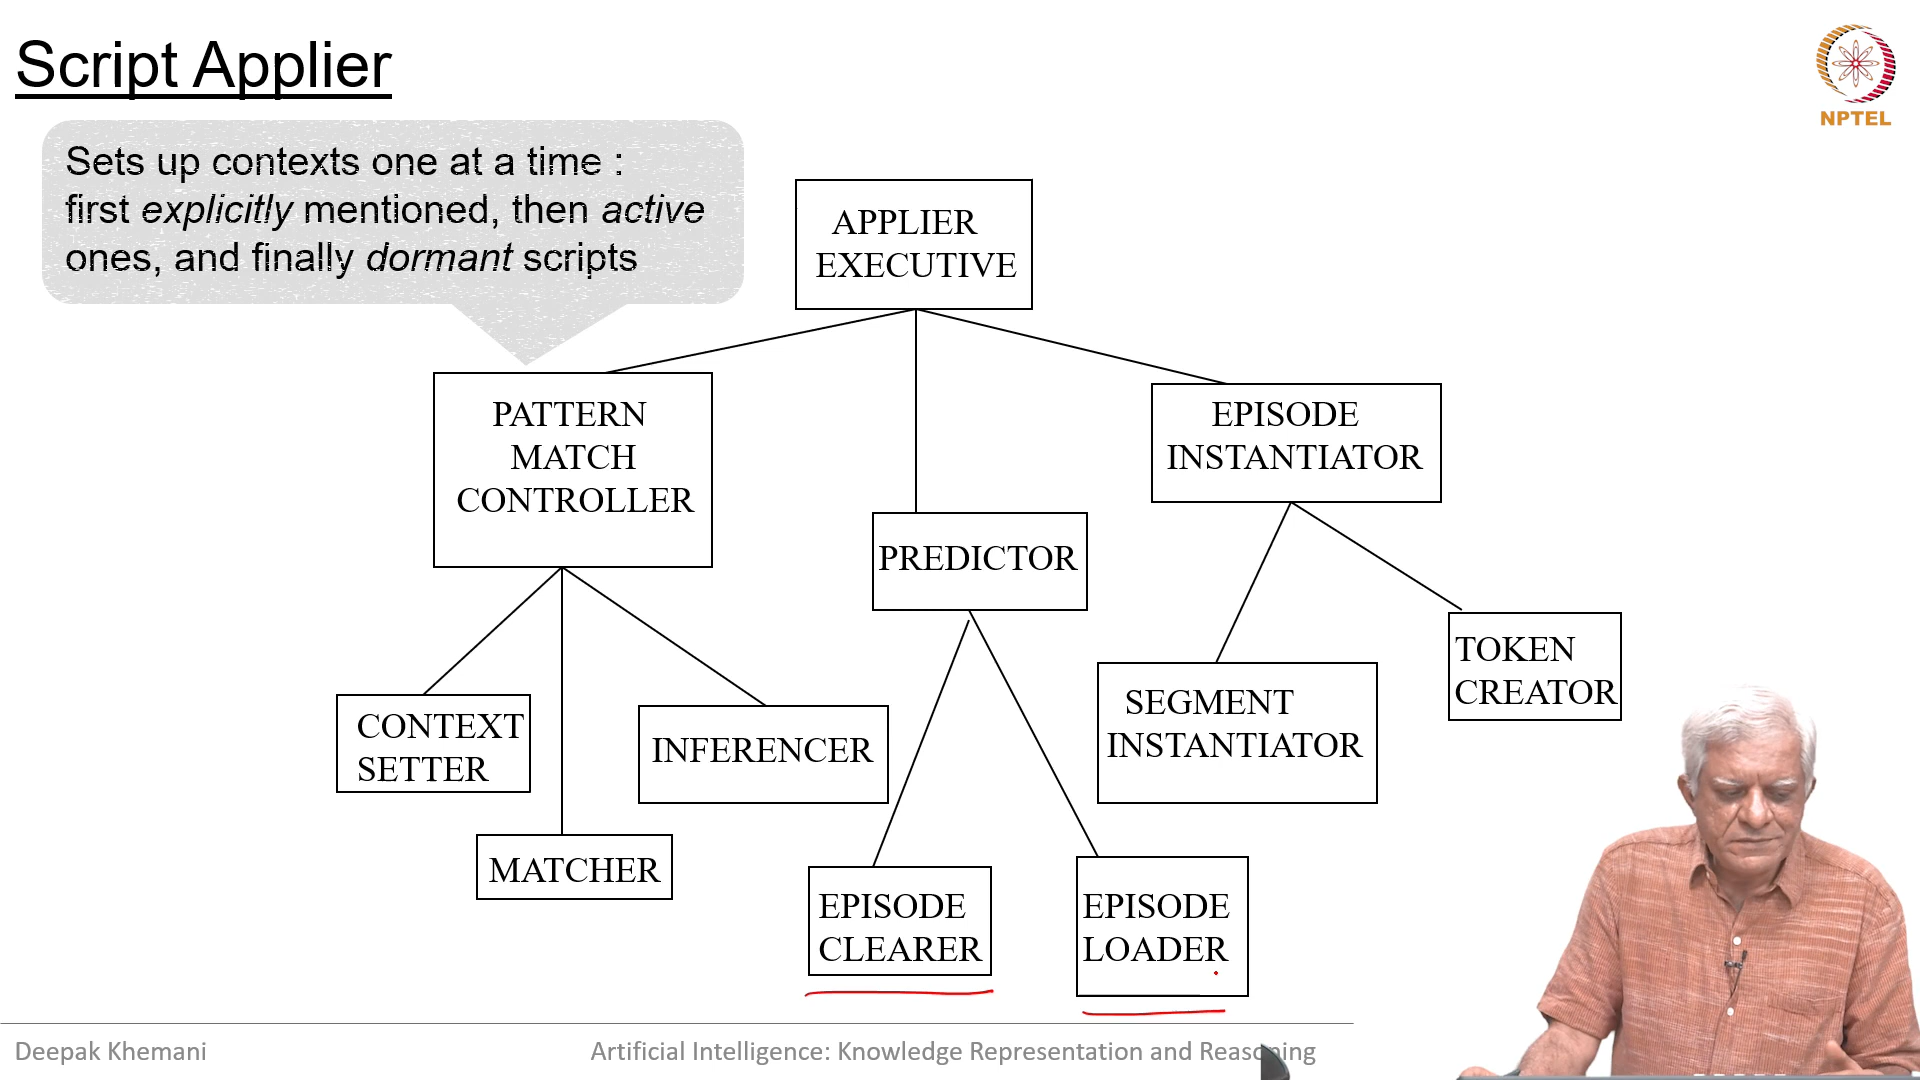 Script Applier
NPTEL
Sets up contexts one at a time :
first explicitly mentioned, then active
ones, and finally dormant scripts
APPLIER
EXECUTIVE
PATTERN
MATCH
CONTROLLER
EPISODE
INSTANTIATOR
PREDICTOR
CONTEXT
SETTER
INFERENCER
MATCHER
SEGMENT
INSTANTIATOR
TOKEN
CREATOR
EPISODE
CLEARER
EPISODE
LOADER
Deepak Khemani
Artificial Intelligence: Knowledge Representation and Reasoning